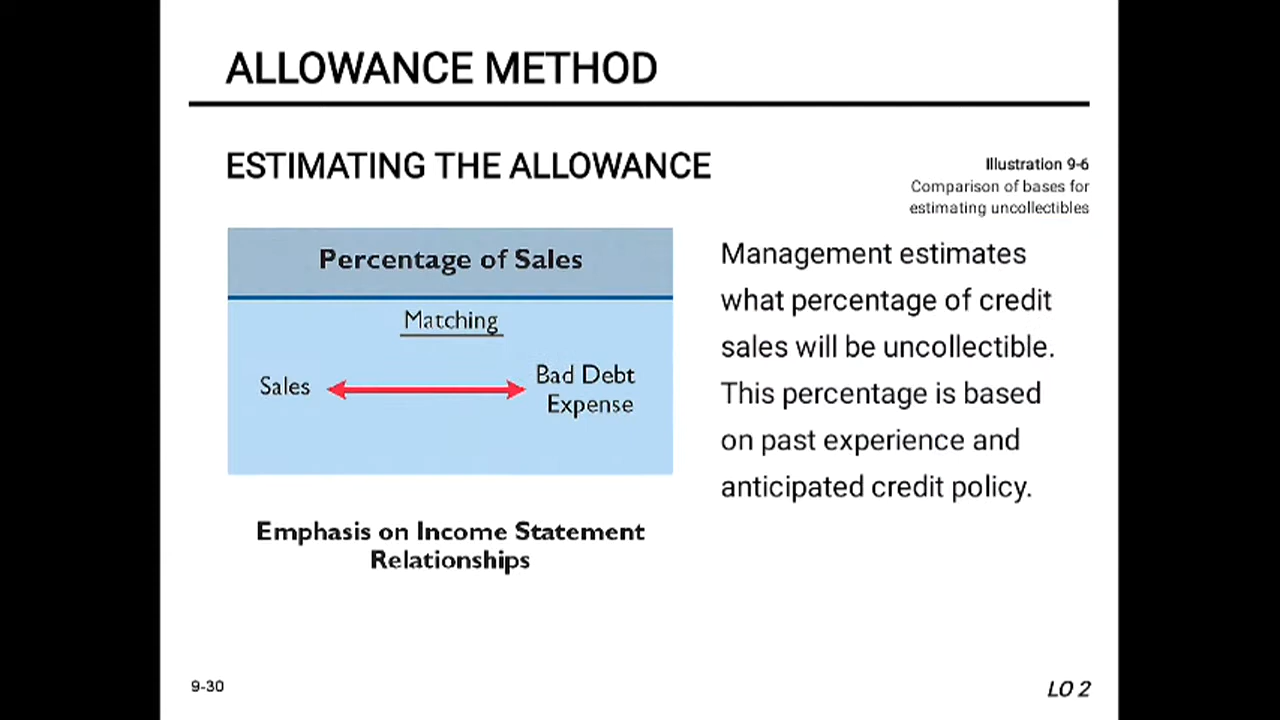 ALLOWANCE METHOD
ESTIMATING THE ALLOWANCE
Illustration 9-6
Comparison of bases for
estimating uncollectibles
Percentage of Sales
Matching
Sales
Bad Debt
Expense
Emphasis on Income Statement
Relationships
Management estimates
what percentage of credit
sales will be uncollectible.
This percentage is based
on past experience and
anticipated credit policy.
9-30
LO 2